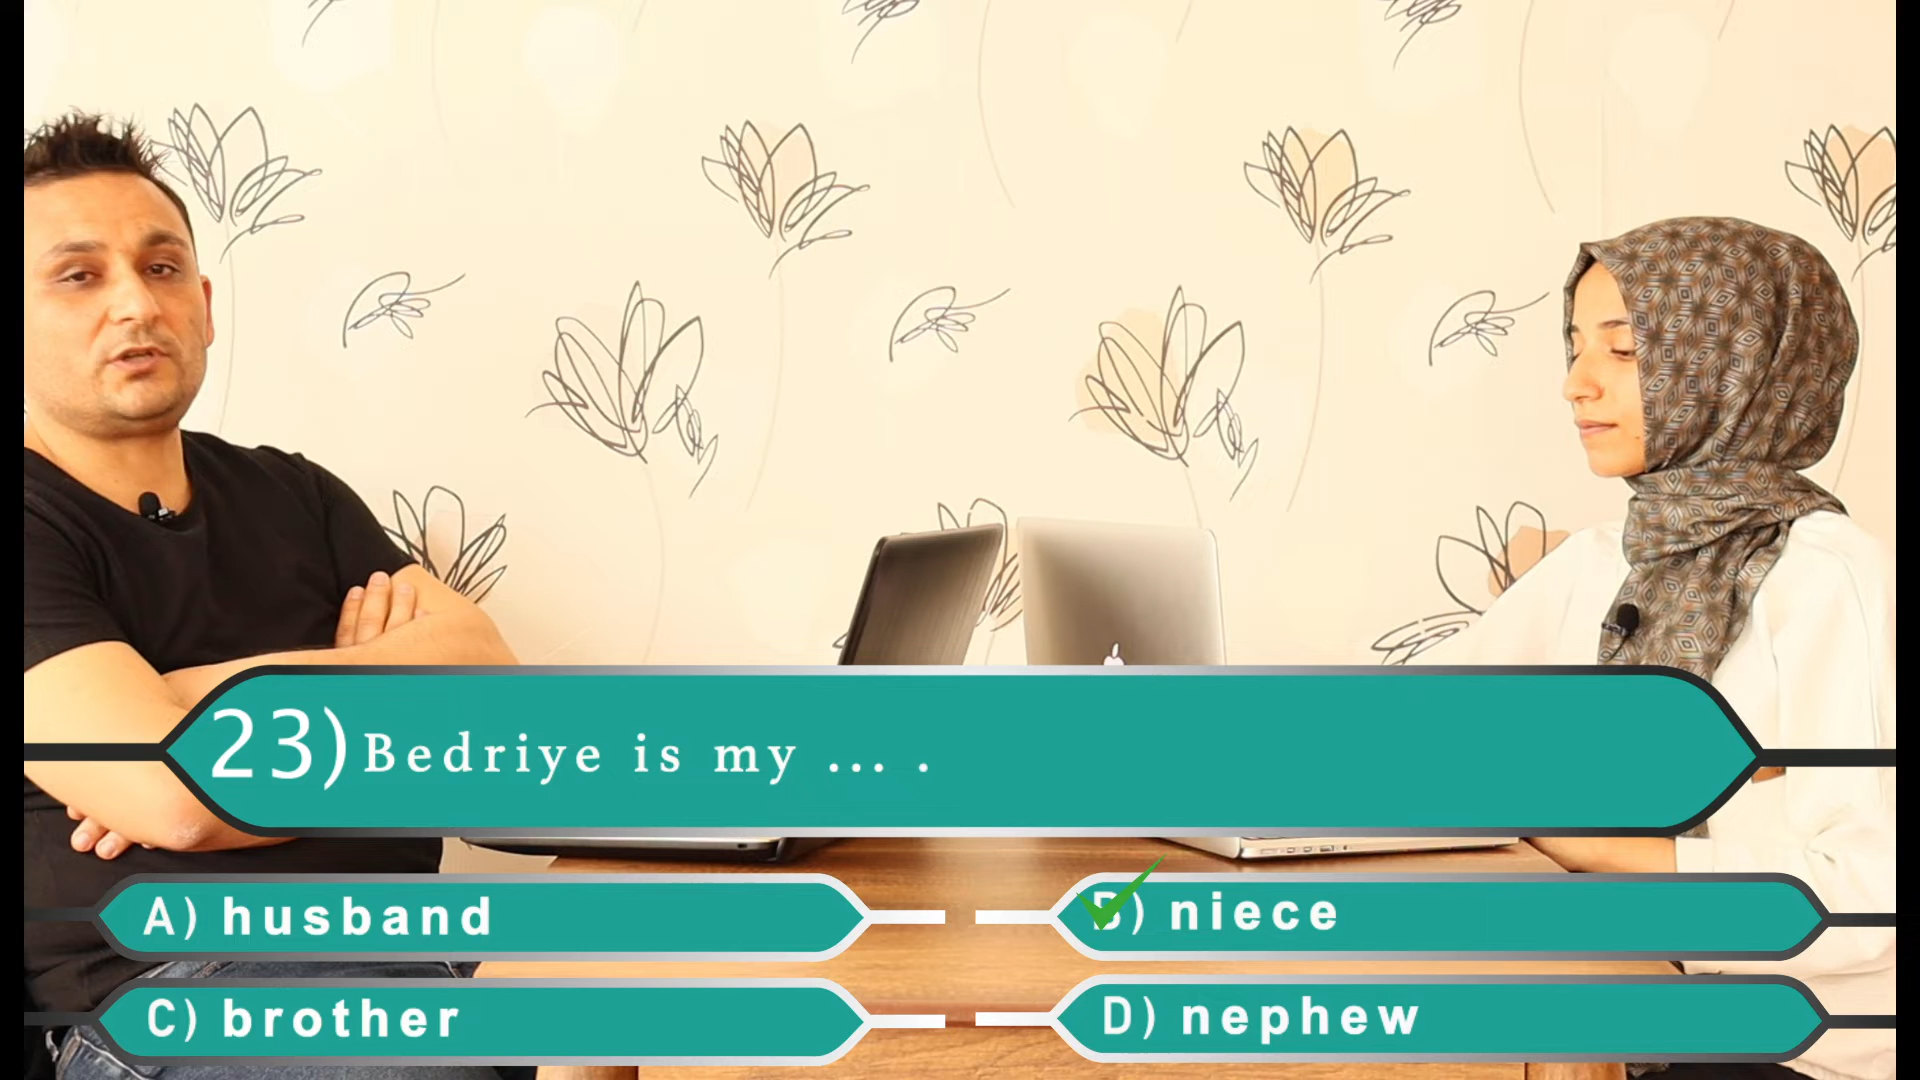 23) Bedriye is my ... .
A) husband
B) niece
C) brother
D) nephew